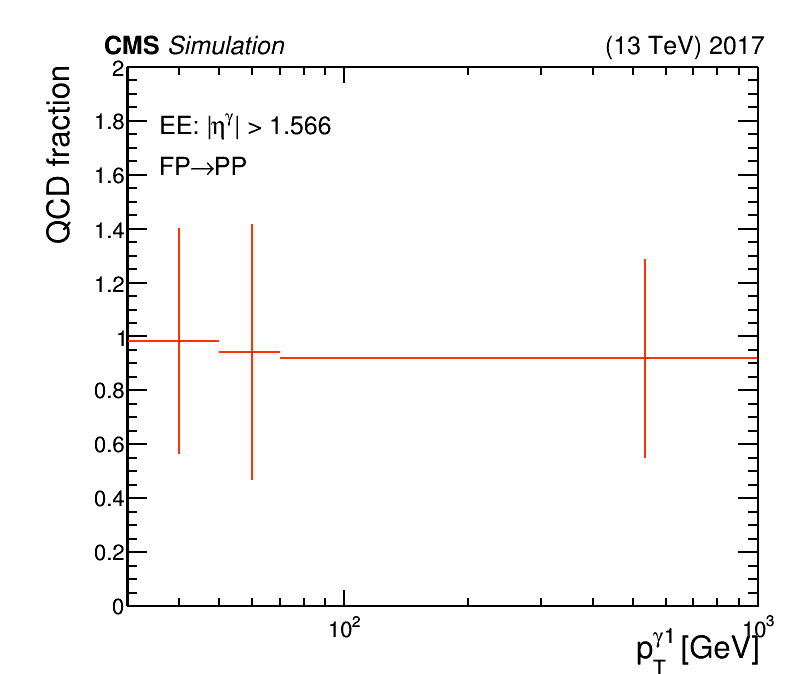 CMS Simulation (13 TeV) 2017
QCD fraction
2
1.8
1.6
1.4
1.2
1
0.8
0.6
0.4
0.2
0
EE: |η^γ| > 1.566
FP→PP
10^2
10^3
p_T^γ1 [GeV]